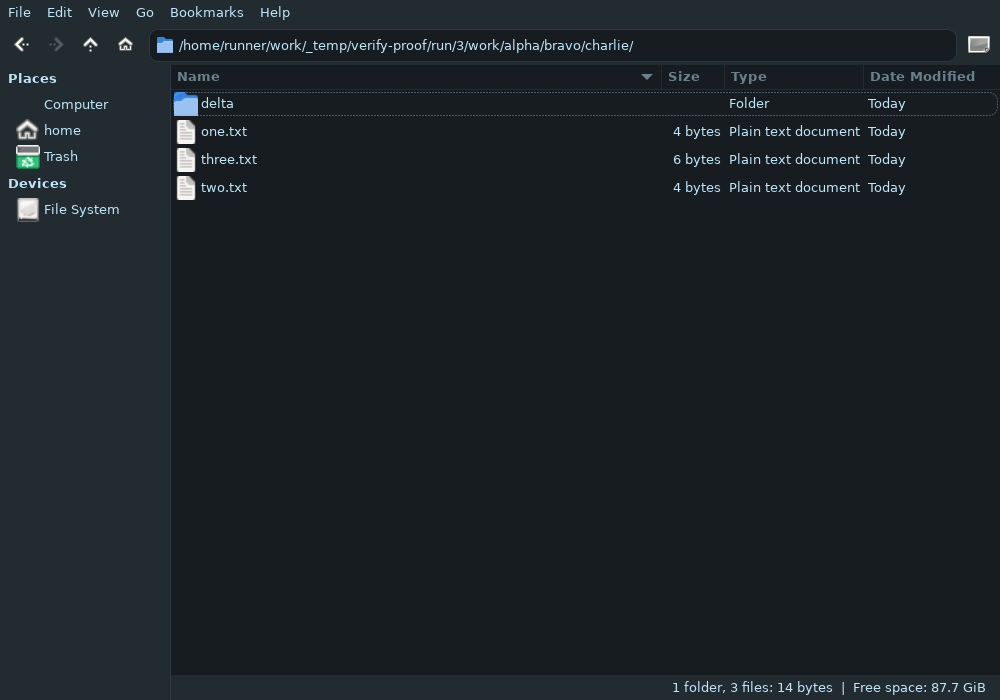 File Edit View Go Bookmarks Help
/home/runner/work/_temp/verify-proof/run/3/work/alpha/bravo/charlie/
Places
Computer
home
Trash
Devices
File System
Name Size Type Date Modified
delta Folder Today
one.txt 4 bytes Plain text document Today
three.txt 6 bytes Plain text document Today
two.txt 4 bytes Plain text document Today
1 folder, 3 files: 14 bytes | Free space: 87.7 GiB